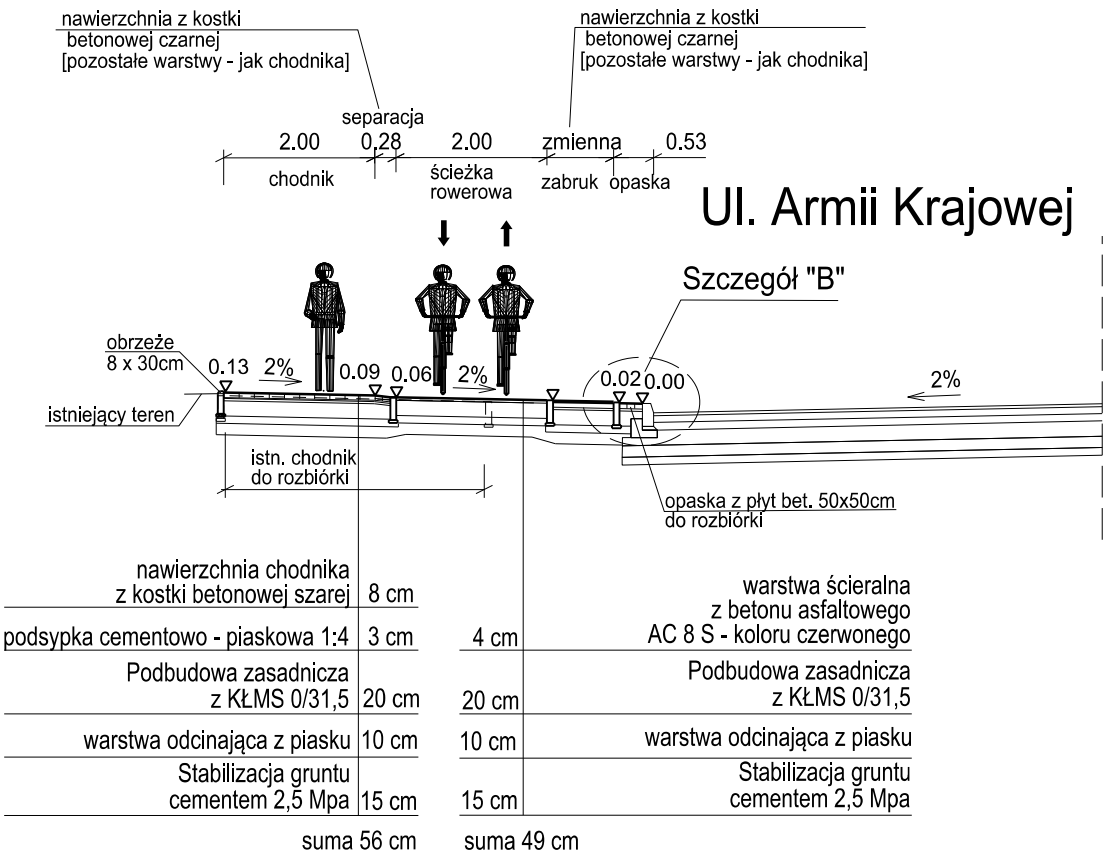 nawierzchnia z kostki
betonowej czarnej
[pozostałe warstwy - jak chodnika]
nawierzchnia z kostki
betonowej czarnej
[pozostałe warstwy - jak chodnika]
separacja
2.00 0.28 2.00 zmienna 0.53
chodnik
ścieżka
rowerowa
zabruk opaska
Ul. Armii Krajowej
Szczegół "B"
obrzeże
8 x 30cm
0.13 2% 0.09 0.06 2% 0.02 0.00 2%
istniejący teren
istn. chodnik
do rozbiórki
opaska z płyt bet. 50x50cm
do rozbiórki
nawierzchnia chodnika
z kostki betonowej szarej 8 cm
podsypka cementowo - piaskowa 1:4 3 cm
Podbudowa zasadnicza
z KŁMS 0/31,5 20 cm
warstwa odcinająca z piasku 10 cm
Stabilizacja gruntu
cementem 2,5 Mpa 15 cm
suma 56 cm
warstwa ścieralna
z betonu asfaltowego
4 cm AC 8 S - koloru czerwonego
Podbudowa zasadnicza
20 cm z KŁMS 0/31,5
10 cm warstwa odcinająca z piasku
Stabilizacja gruntu
15 cm cementem 2,5 Mpa
suma 49 cm